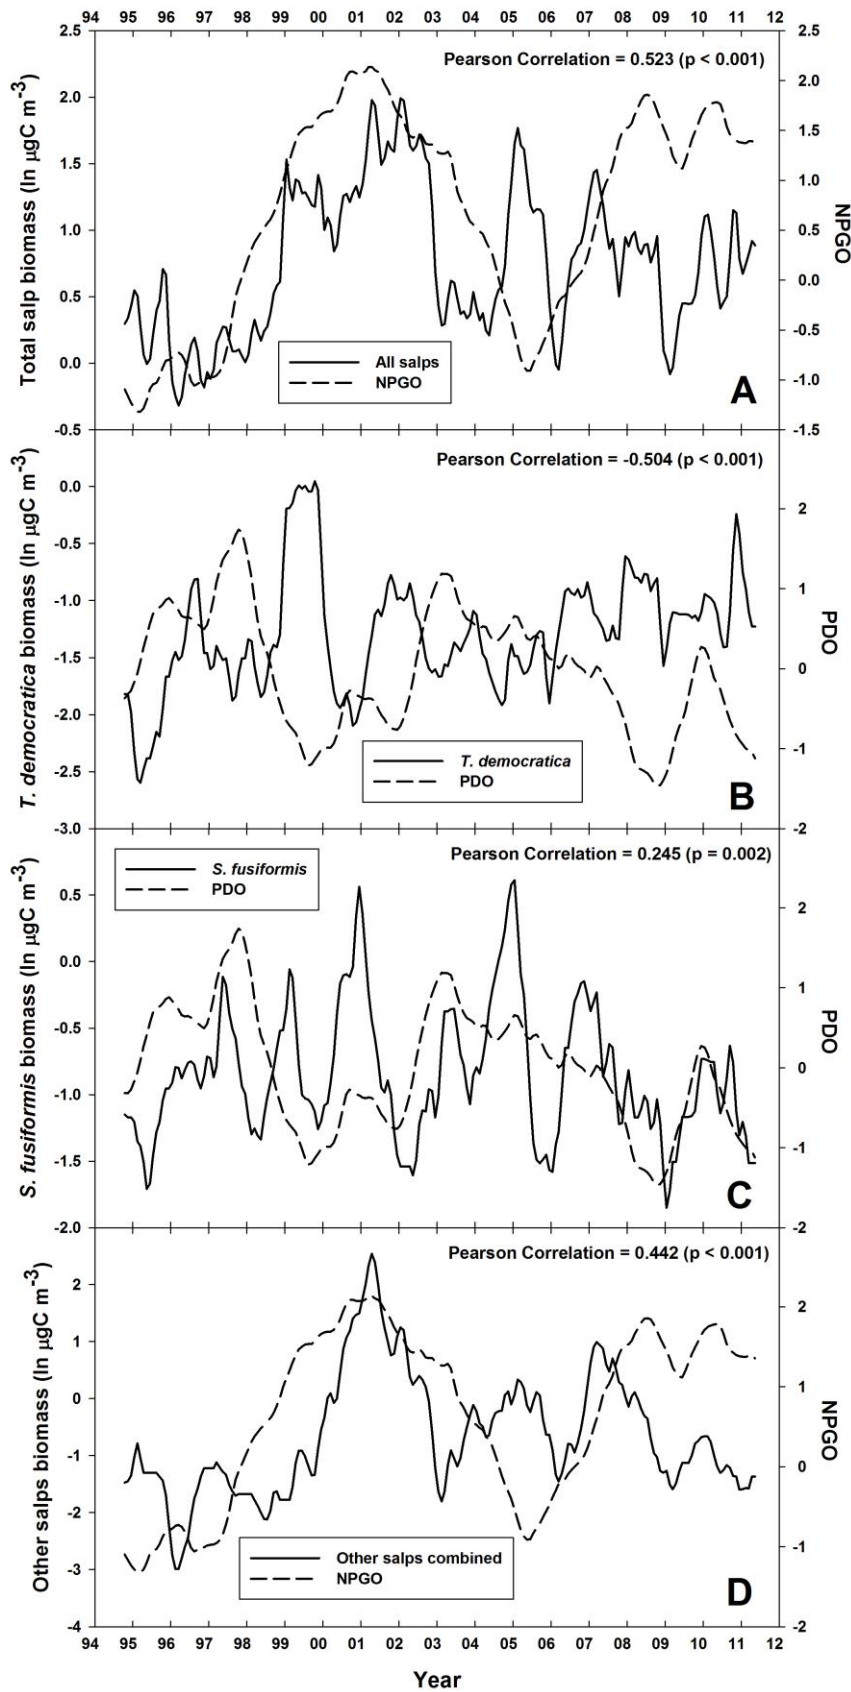 94 95 96 97 98 99 00 01 02 03 04 05 06 07 08 09 10 11 12
Total salp biomass (ln µgC m-3)
2.5
2.0
1.5
1.0
0.5
0.0
-0.5
Pearson Correlation = 0.523 (p < 0.001)
All salps
NPGO
A
2.5
2.0
1.5
1.0
0.5
0.0
-0.5
-1.0
-1.5
NPGO
T. democratica biomass (ln µgC m-3)
0.0
-0.5
-1.0
-1.5
-2.0
-2.5
-3.0
Pearson Correlation = -0.504 (p < 0.001)
T. democratica
PDO
B
2
1
0
-1
-2
PDO
S. fusiformis biomass (ln µgC m-3)
0.5
0.0
-0.5
-1.0
-1.5
-2.0
S. fusiformis
PDO
Pearson Correlation = 0.245 (p = 0.002)
C
2
1
0
-1
-2
PDO
Other salps biomass (ln µgC m-3)
2
1
0
-1
-2
-3
-4
Pearson Correlation = 0.442 (p < 0.001)
Other salps combined
NPGO
D
2
1
0
-1
-2
NPGO
94 95 96 97 98 99 00 01 02 03 04 05 06 07 08 09 10 11 12
Year